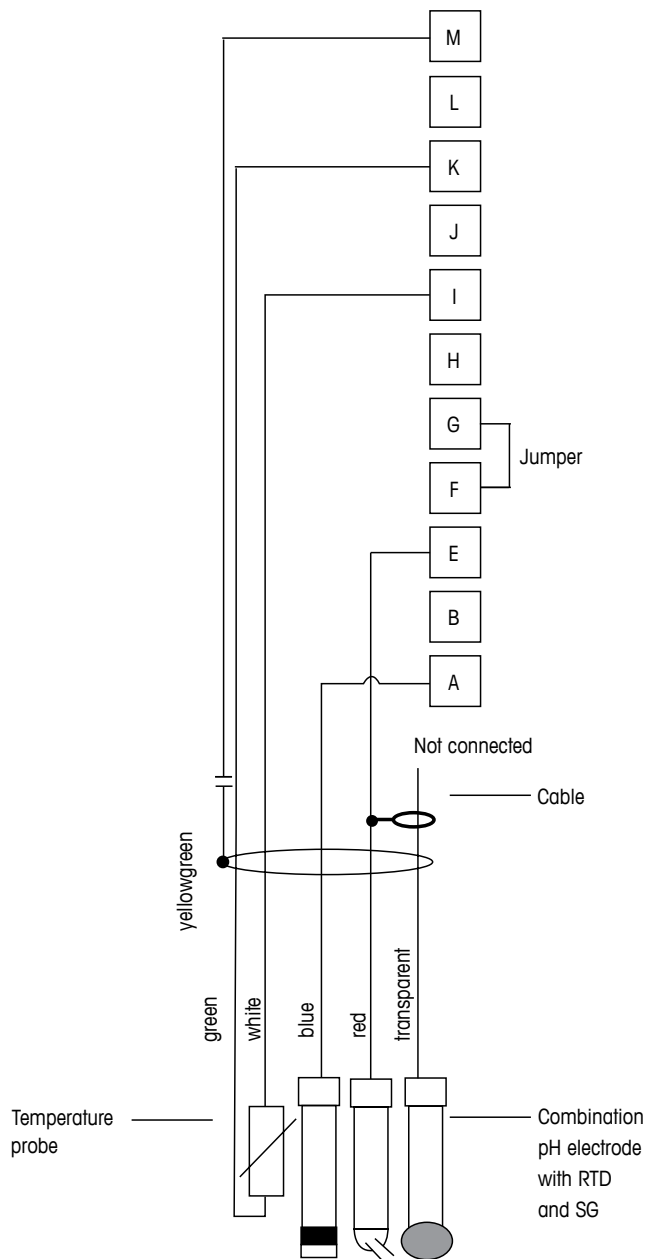 M
L
K
J
I
H
G
Jumper
F
E
B
A
Not connected
Cable
yellowgreen
green
white
blue
red
transparent
Temperature
probe
Combination
pH electrode
with RTD
and SG